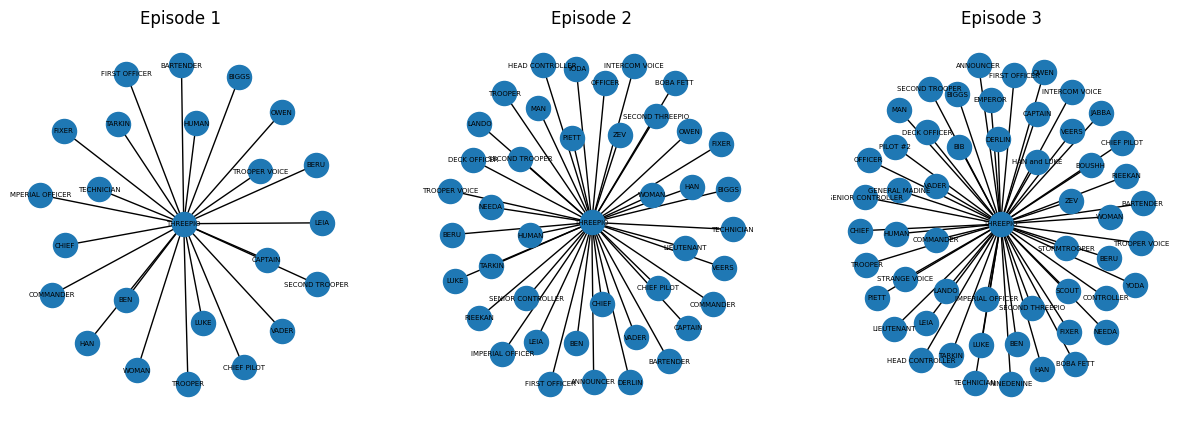 Episode 1
BARTENDER
FIRST OFFICER
BIGGS
OWEN
TARKIN
HUMAN
FIXER
BERU
TROOPER VOICE
TECHNICIAN
MPERIAL OFFICER
LEIA
CHIEF
CAPTAIN
SECOND TROOPER
COMMANDER
BEN
LUKE
VADER
HAN
CHIEF PILOT
WOMAN
TROOPER
Episode 2
HEAD CONTROLLER
YODA
INTERCOM VOICE
OFFICER
BOBA FETT
TROOPER
MAN
SECOND THREEPIO
LANDO
PIETT
ZEV
OWEN
FIXER
DECK OFFICER
SECOND TROOPER
TROOPER VOICE
HAN
BIGGS
WOMAN
NEEDA
THREEPIO
TECHNICIAN
BERU
HUMAN
LIEUTENANT
VEERS
TARKIN
LUKE
CHIEF PILOT
SENIOR CONTROLLER
CHIEF
COMMANDER
RIEEKAN
CAPTAIN
LEIA
BEN
VADER
IMPERIAL OFFICER
BARTENDER
FIRST OFFICER
ANNOUNCER
DERLIN
Episode 3
ANNOUNCER
OWEN
FIRST OFFICER
SECOND TROOPER
BIGGS
EMPEROR
INTERCOM VOICE
MAN
CAPTAIN
JABBA
DECK OFFICER
DERLIN
VEERS
PILOT #2
BIB
CHIEF PILOT
OFFICER
HAN and LUKE
BOUSHH
RIEEKAN
GENERAL MADINE
VADER
SENIOR CONTROLLER
ZEV
BARTENDER
WOMAN
CHIEF
HUMAN
COMMANDER
TROOPER VOICE
STORMTROOPER
BERU
TROOPER
STRANGE VOICE
YODA
PIETT
LANDO
SCOUT
CONTROLLER
IMPERIAL OFFICER
SECOND THREEPIO
LIEUTENANT
LEIA
FIXER
NEEDA
LUKE
BEN
HEAD CONTROLLER
TARKIN
BOBA FETT
HAN
TECHNICIAN
NINEDENINE